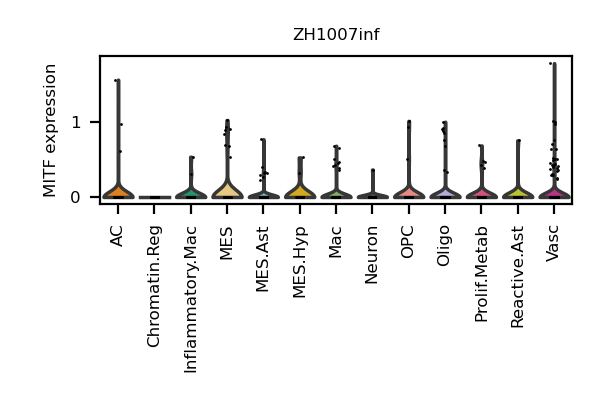 ZH1007inf
MITF expression
1
0
AC
Chromatin.Reg
Inflammatory.Mac
MES
MES.Ast
MES.Hyp
Mac
Neuron
OPC
Oligo
Prolif.Metab
Reactive.Ast
Vasc